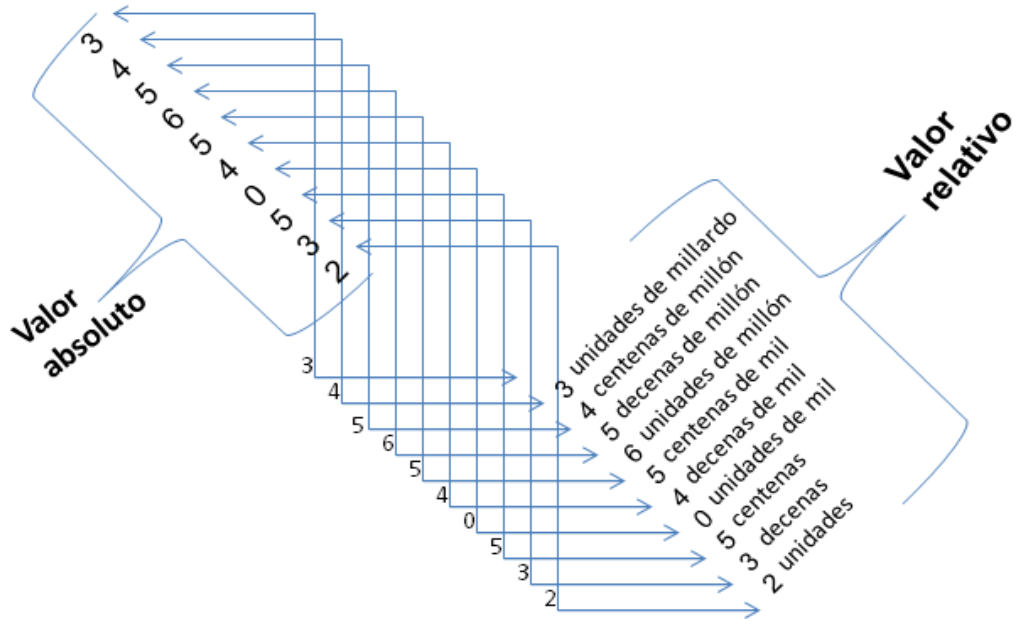 3
4
5
6
5
4
0
5
3
2
Valor
absoluto
3
4
5
6
5
4
0
5
3
2
3 unidades de millardo
4 centenas de millón
5 decenas de millón
6 unidades de millón
5 centenas de mil
4 decenas de mil
0 unidades de mil
5 centenas
3 decenas
2 unidades
Valor
relativo